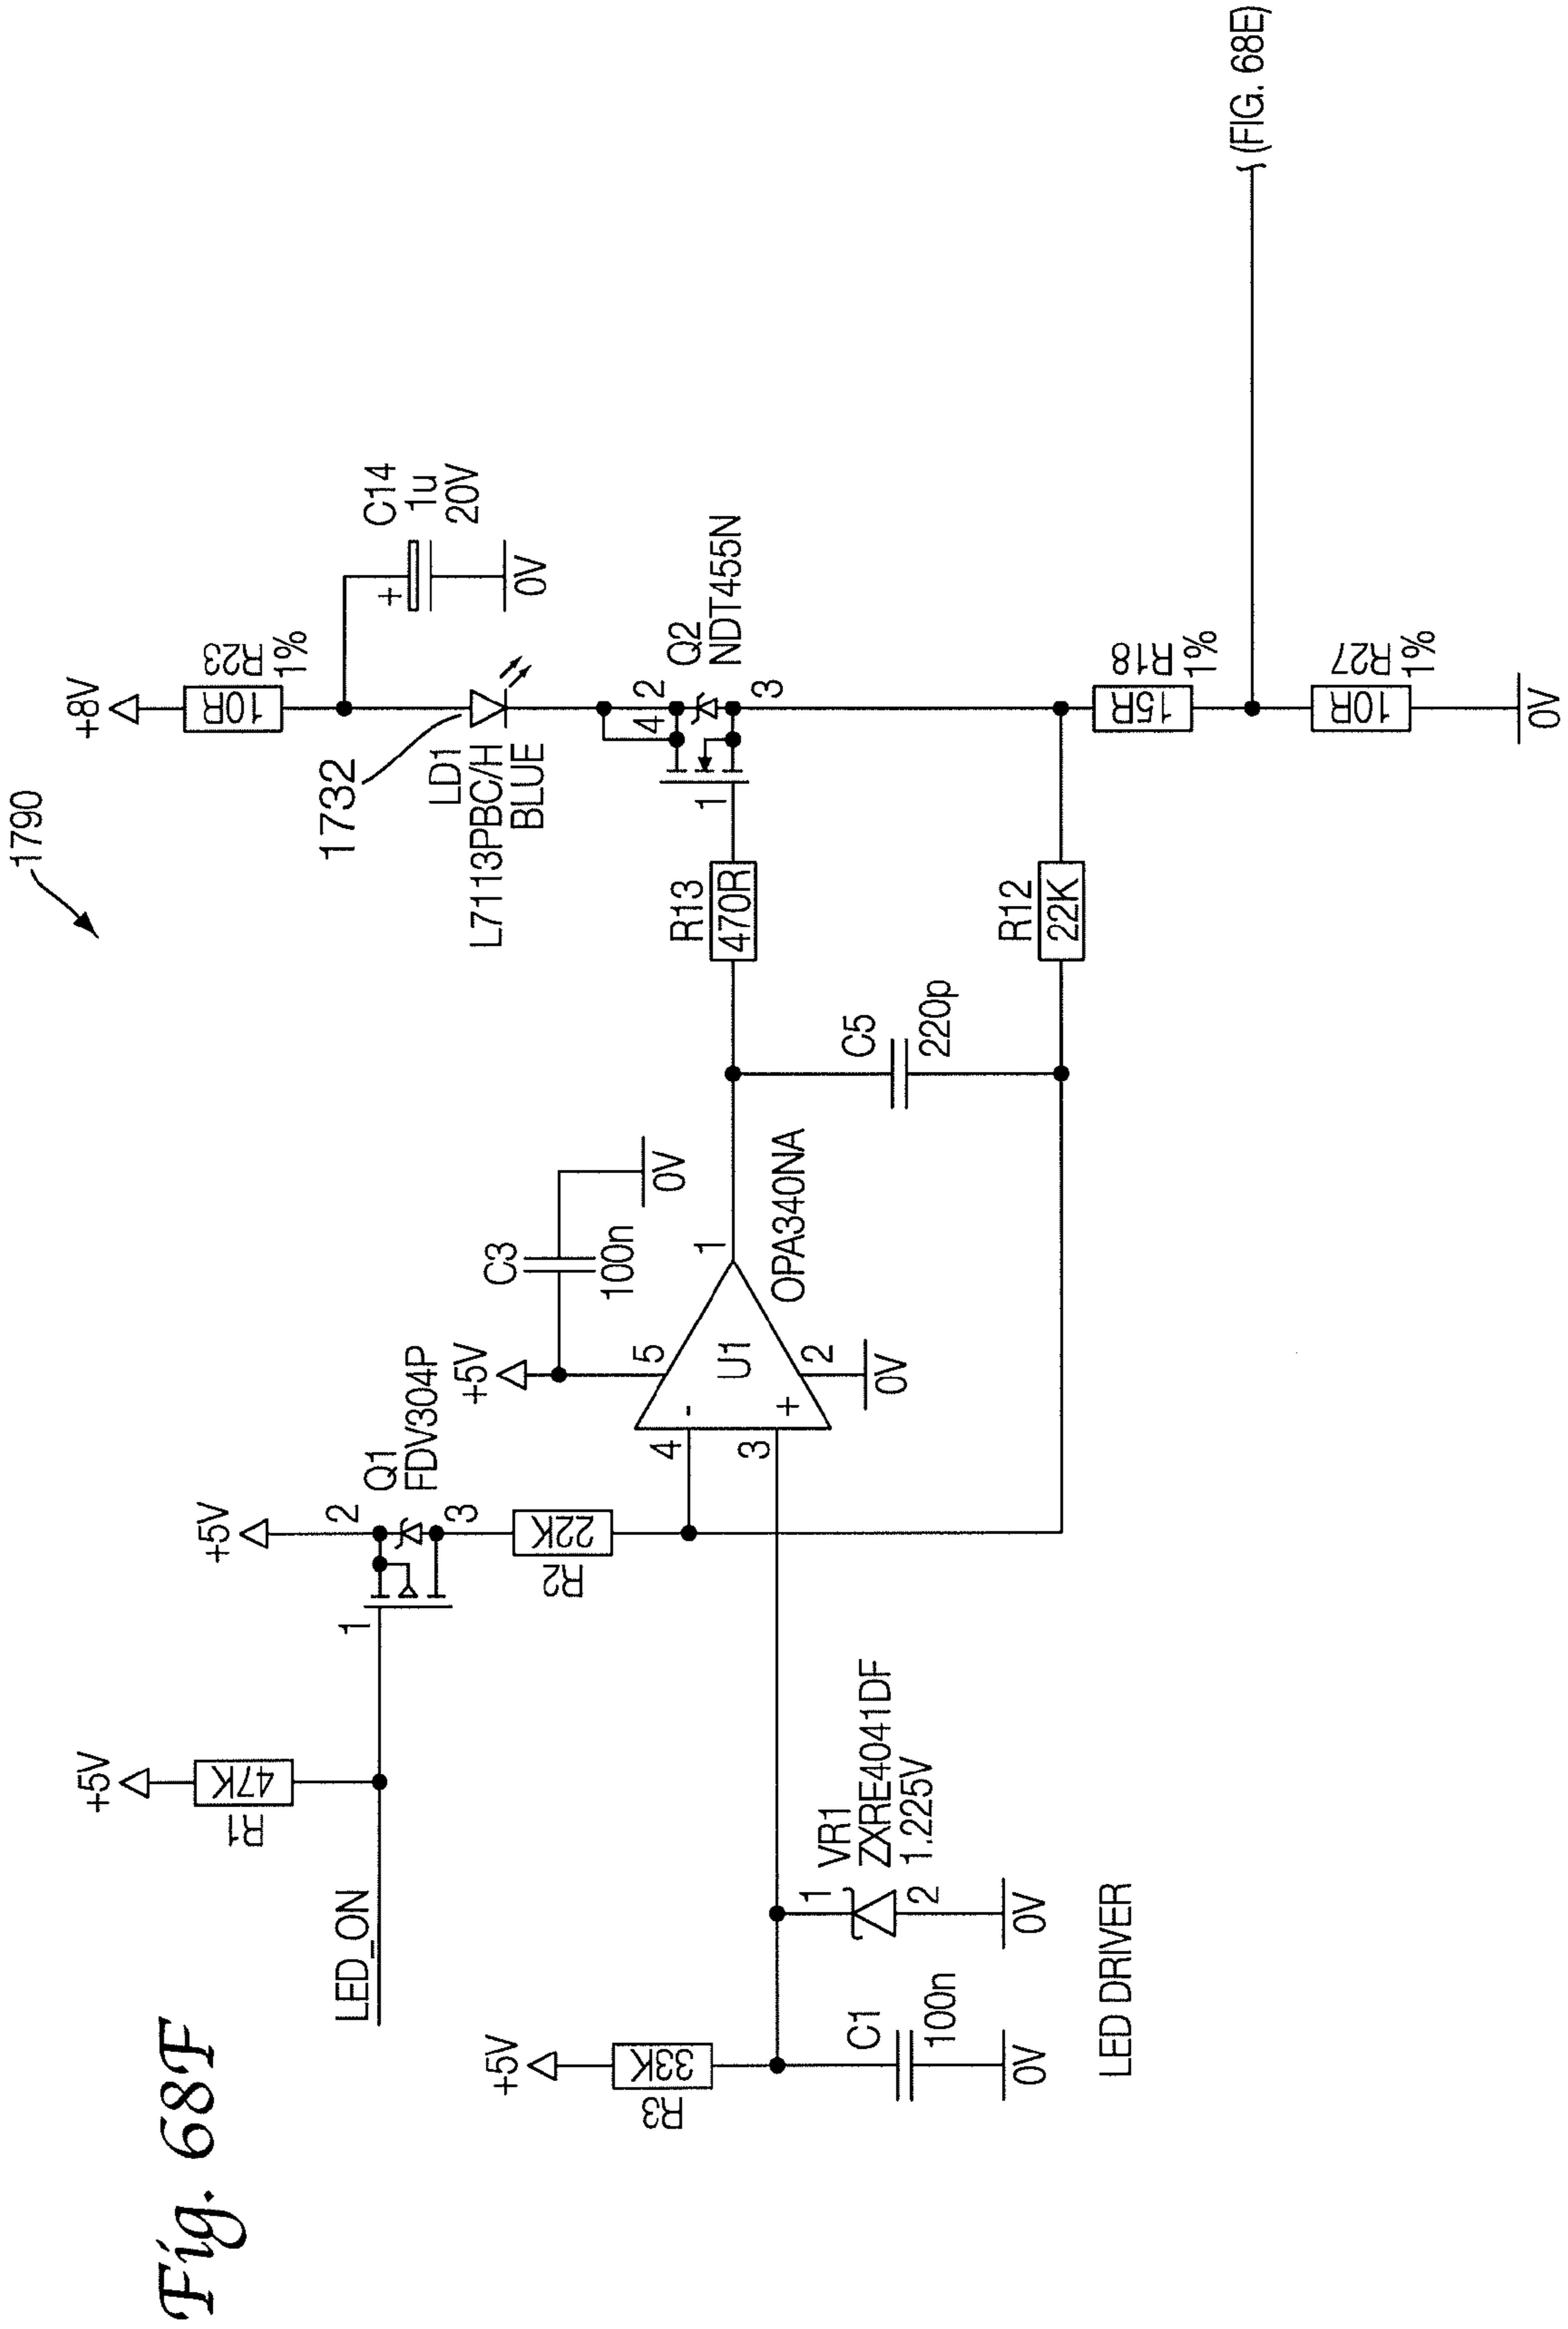 Fig. 68F
1790
+5V
R1
47K
LED_ON
+5V
1
2
3
Q1
FDV304P
R2
22K
+5V
R3
33K
C1
100n
0V
VR1
ZXRE4041DF
1.225V
1
2
0V
LED DRIVER
4
3
-
+
U1
5
2
1
0V
+5V
C3
100n
0V
OPA340NA
C5
220p
R13
470R
R12
22K
+8V
10R
R23
1%
+
C14
1u
20V
0V
1732
LD1
L7113PBC/H
BLUE
1
4
2
3
Q2
NDT455N
15R
R18
1%
(FIG. 68E)
10R
R27
1%
0V